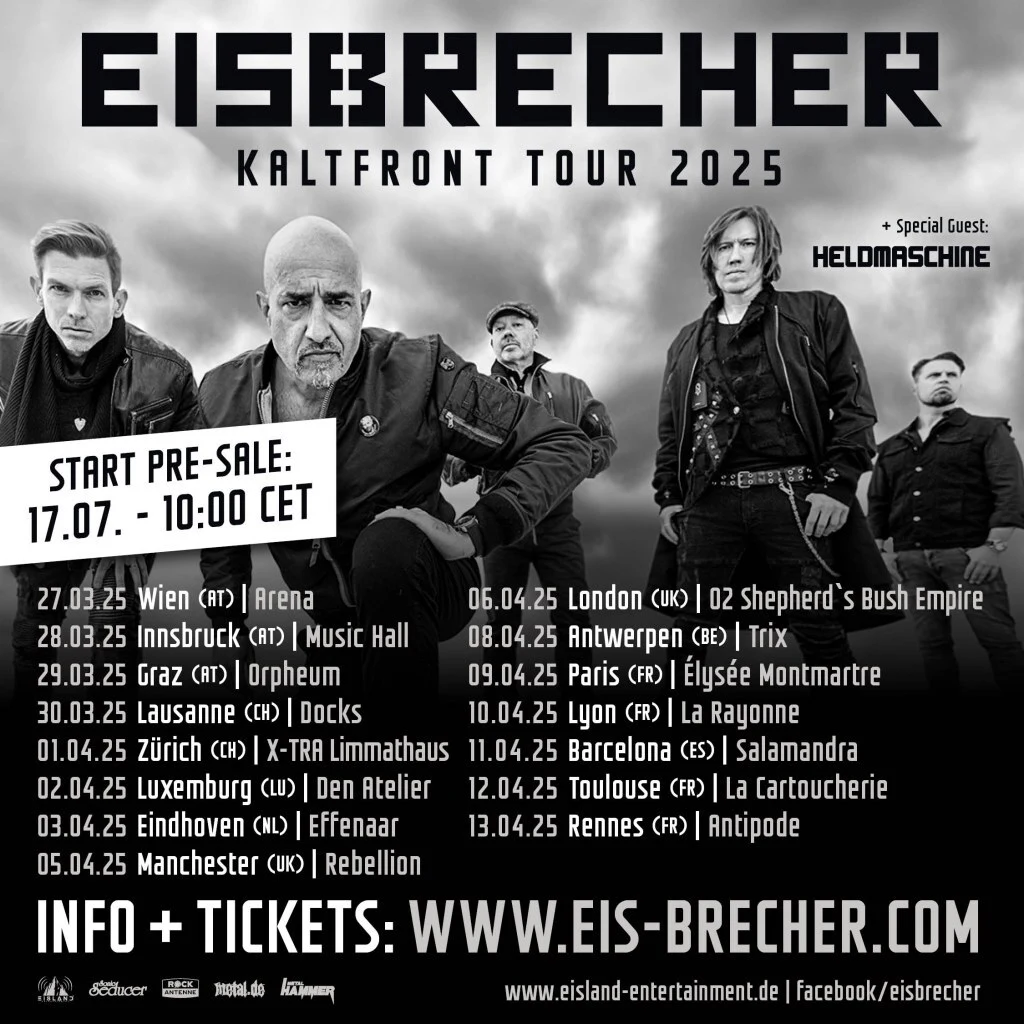 EISBRECHER
KALTFRONT TOUR 2025
+ Special Guest:
HELDMASCHINE
START PRE-SALE:
17.07. - 10:00 CET
27.03.25 Wien (AT) | Arena
28.03.25 Innsbruck (AT) | Music Hall
29.03.25 Graz (AT) | Orpheum
30.03.25 Lausanne (CH) | Docks
01.04.25 Zürich (CH) | X-TRA Limmathaus
02.04.25 Luxemburg (LU) | Den Atelier
03.04.25 Eindhoven (NL) | Effenaar
05.04.25 Manchester (UK) | Rebellion
06.04.25 London (UK) | O2 Shepherd`s Bush Empire
08.04.25 Antwerpen (BE) | Trix
09.04.25 Paris (FR) | Élysée Montmartre
10.04.25 Lyon (FR) | La Rayonne
11.04.25 Barcelona (ES) | Salamandra
12.04.25 Toulouse (FR) | La Cartoucherie
13.04.25 Rennes (FR) | Antipode
INFO + TICKETS: WWW.EIS-BRECHER.COM
EISLAND
Sonic Seducer
ROCK ANTENNE
metal.de
METAL HAMMER
www.eisland-entertainment.de | facebook/eisbrecher